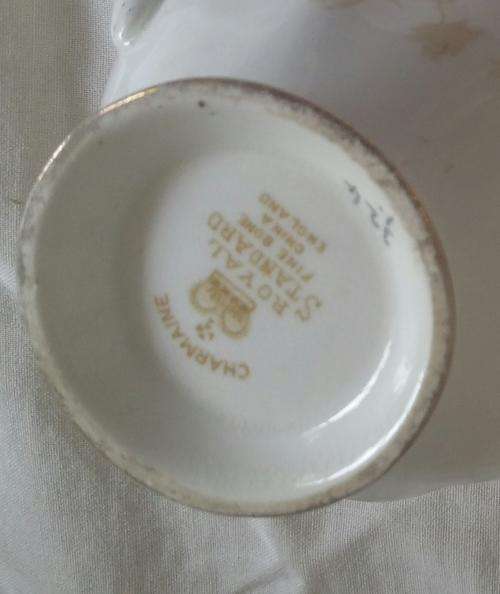 CHARMAINE
ROYAL
STANDARD
FINE BONE
CHINA
ENGLAND